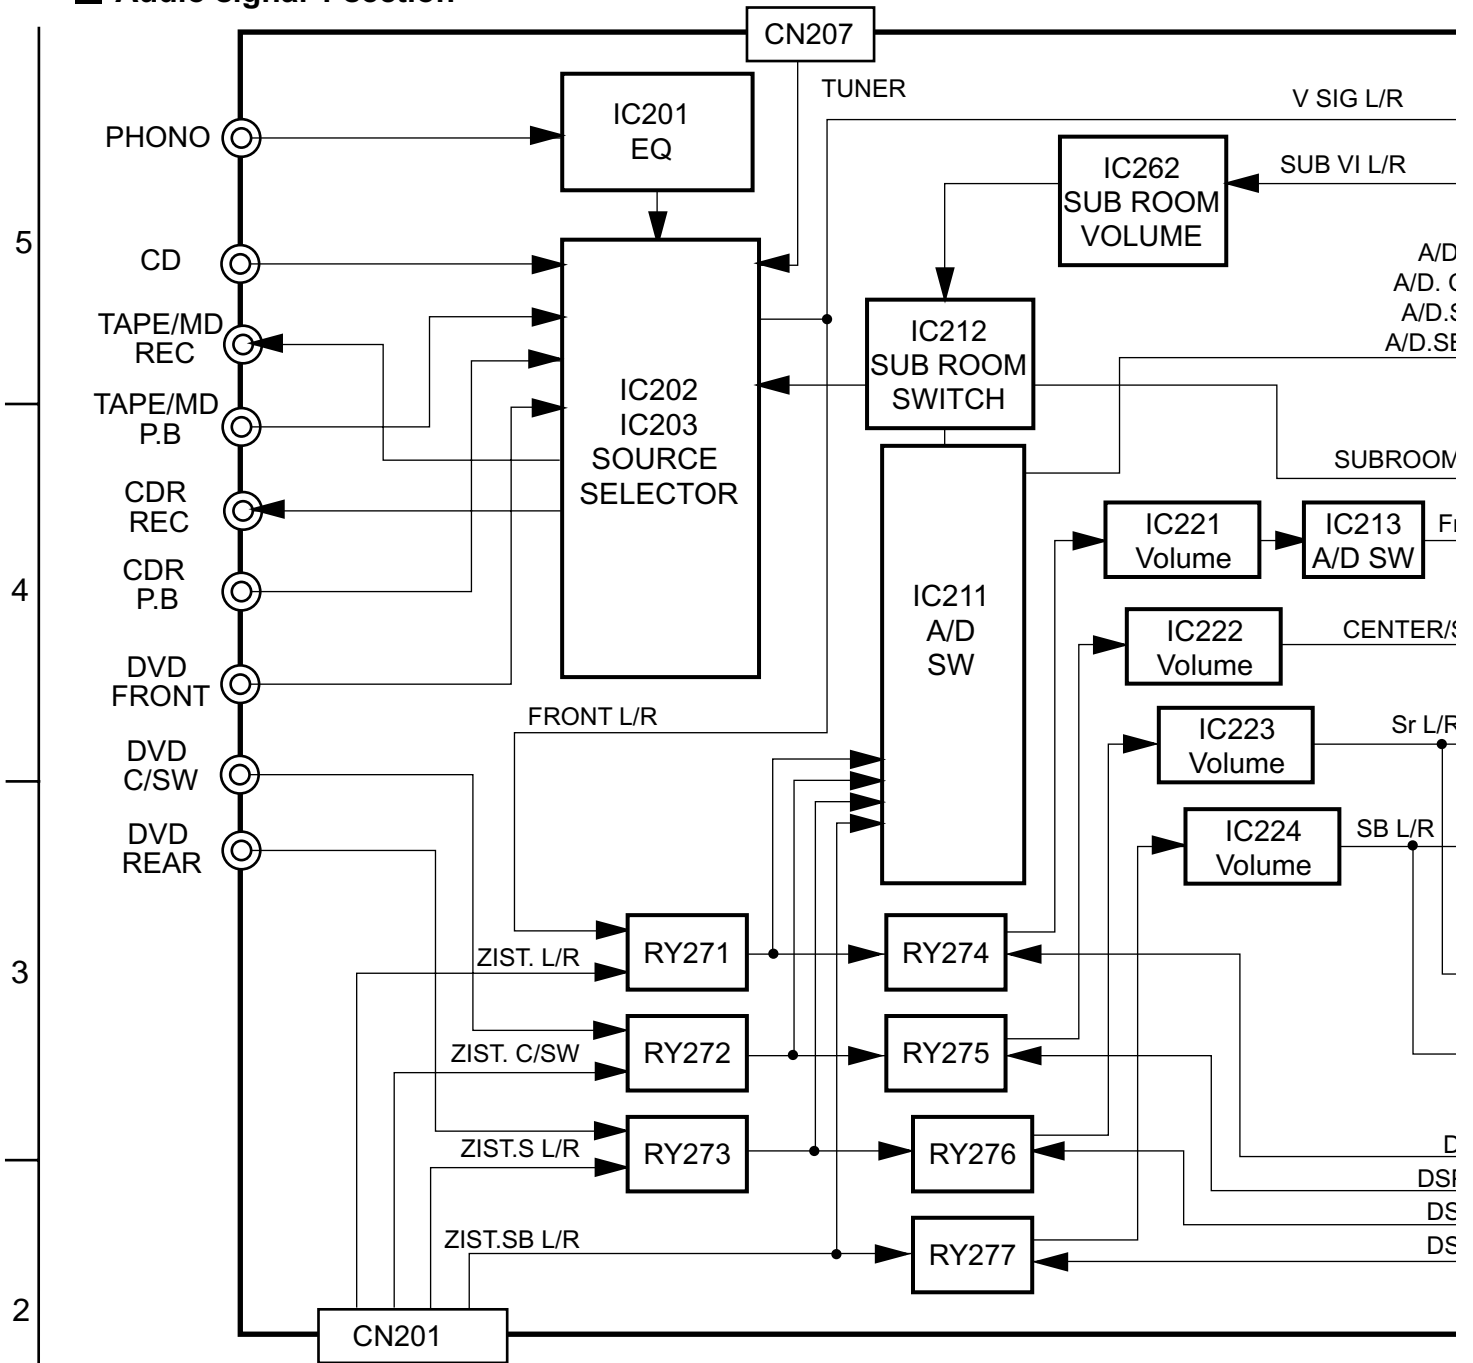 Audio signal-1 section
CN207
TUNER
V SIG L/R
PHONO
IC201
EQ
IC262
SUB ROOM
VOLUME
SUB VI L/R
5
CD
TAPE/MD
REC
IC212
SUB ROOM
SWITCH
TAPE/MD
P.B
IC202
IC203
SOURCE
SELECTOR
SUBROOM
CDR
REC
IC221
Volume
IC213
A/D SW
CDR
P.B
4
IC211
A/D
SW
IC222
Volume
DVD
FRONT
FRONT L/R
IC223
Volume
Sr L/R
DVD
C/SW
IC224
Volume
SB L/R
DVD
REAR
RY271
RY274
ZIST. L/R
3
RY272
RY275
ZIST. C/SW
RY273
RY276
ZIST.S L/R
ZIST.SB L/R
RY277
2
CN201